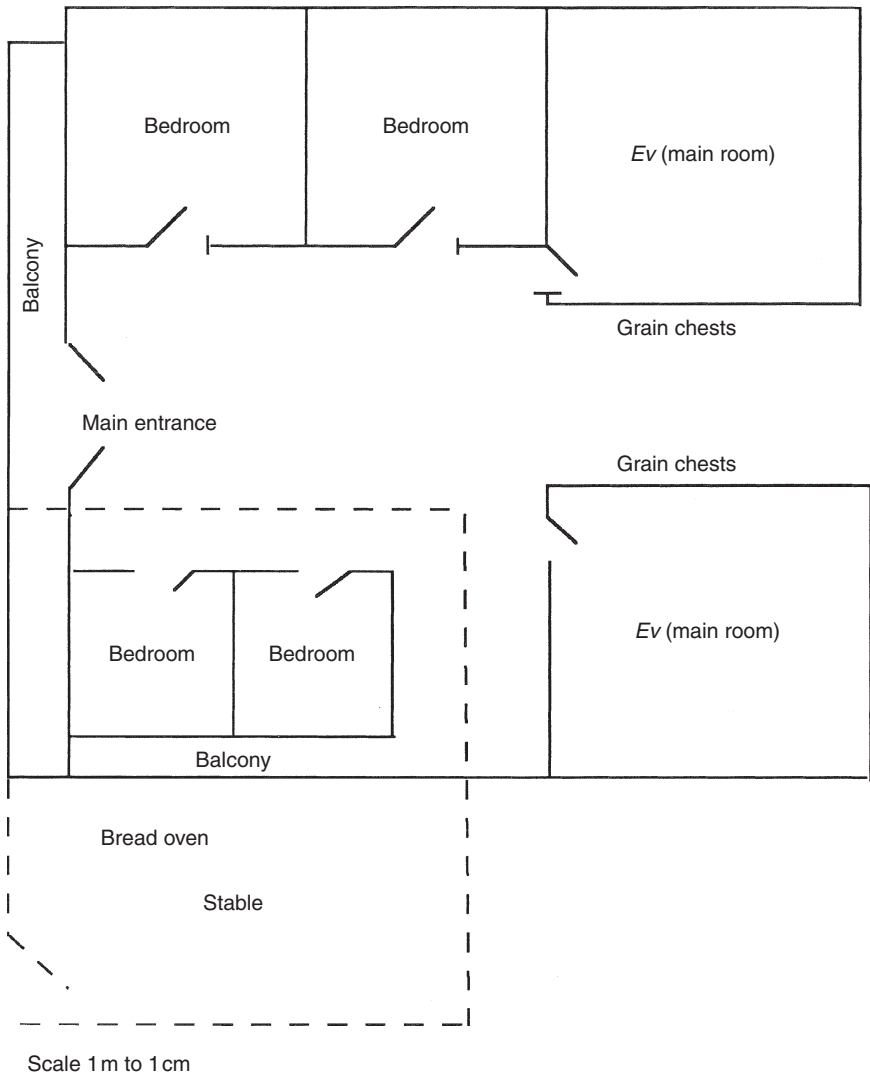 Bedroom
Bedroom
Ev (main room)
Balcony
Grain chests
Main entrance
Grain chests
Bedroom
Bedroom
Ev (main room)
Balcony
Bread oven
Stable
Scale 1 m to 1 cm